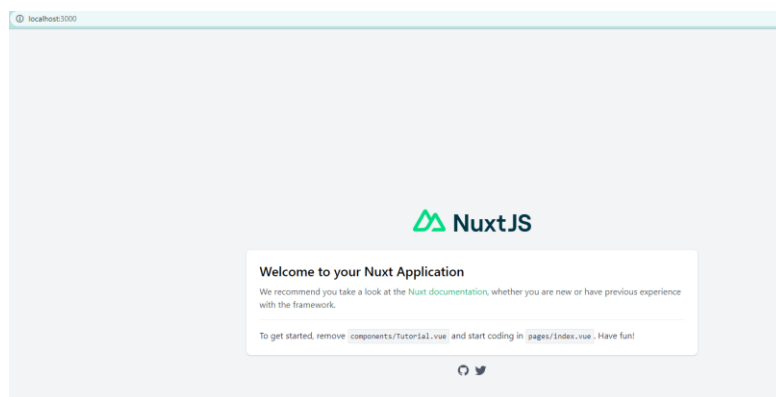 localhost:3000
NuxtJS
Welcome to your Nuxt Application
We recommend you take a look at the Nuxt documentation, whether you are new or have previous experience
with the framework.
To get started, remove components/Tutorial.vue and start coding in pages/index.vue. Have fun!